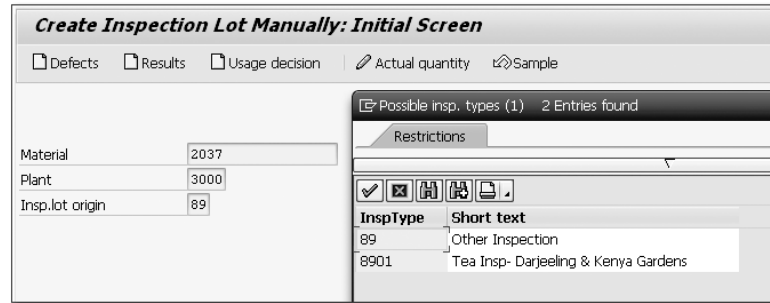 Create Inspection Lot Manually: Initial Screen
Defects Results Usage decision Actual quantity Sample
Possible insp. types (1) 2 Entries found
Restrictions
Material 2037
Plant 3000
Insp.lot origin 89
InspType Short text
89 Other Inspection
8901 Tea Insp- Darjeeling & Kenya Gardens